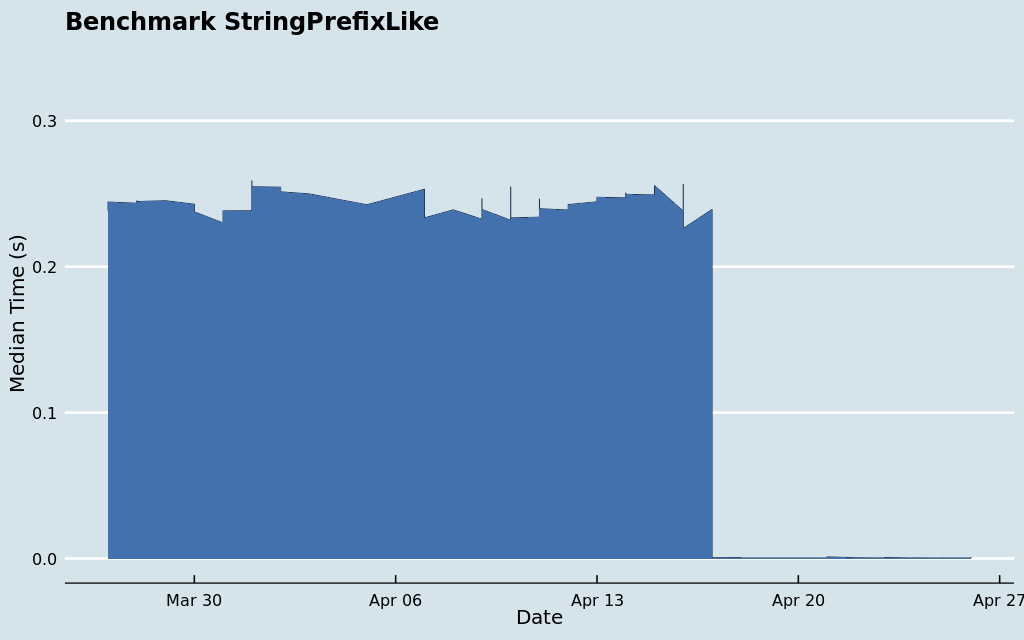 Benchmark StringPrefixLike
Median Time (s)
0.3
0.2
0.1
0.0
Mar 30
Apr 06
Apr 13
Apr 20
Apr 27
Date